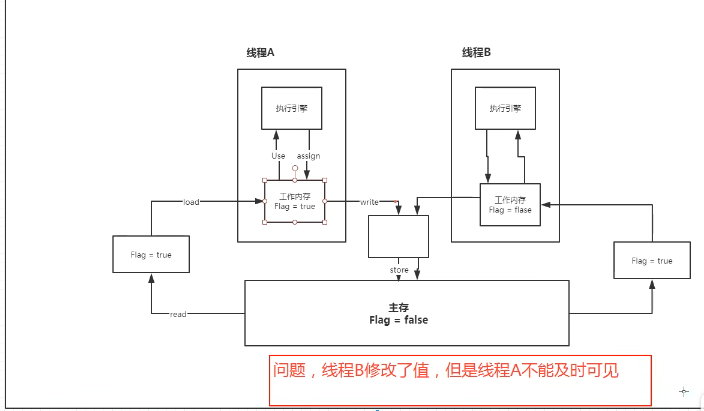 线程A
线程B
执行引擎
执行引擎
Use
assign
工作内存
Flag = true
工作内存
Flag = flase
load
write
Flag = true
Flag = true
store
read
主存
Flag = false
问题，线程B修改了值，但是线程A不能及时可见